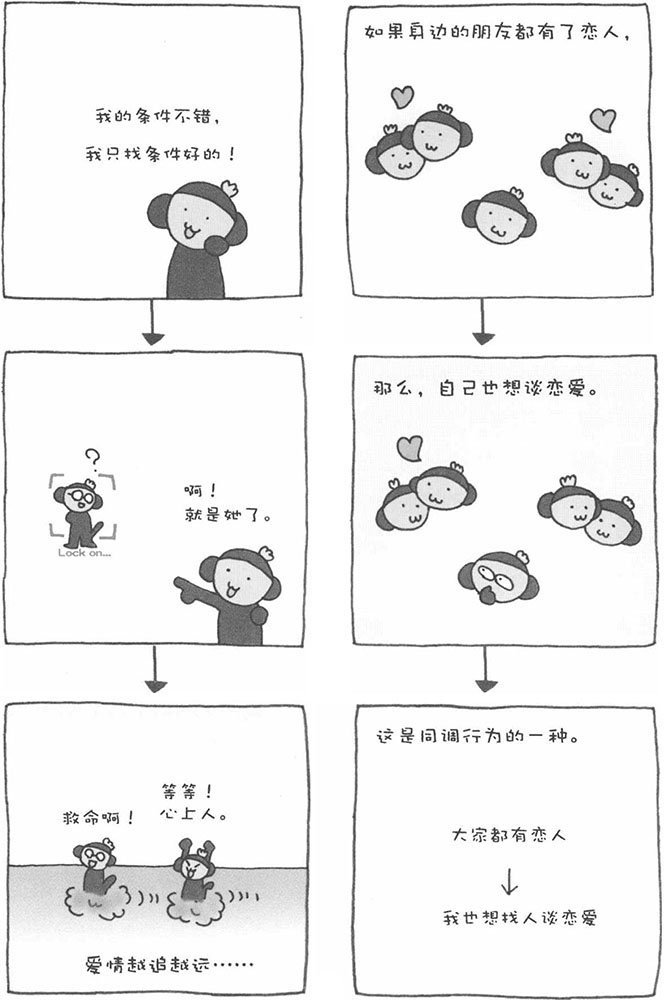 我的条件不错，
我只找条件好的！
?
Lock on...
啊！
就是她了。
救命啊！
等等！
心上人。
爱情越追越远……
如果身边的朋友都有了恋人，
那么，自己也想谈恋爱。
这是同调行为的一种。
大家都有恋人
↓
我也想找人谈恋爱